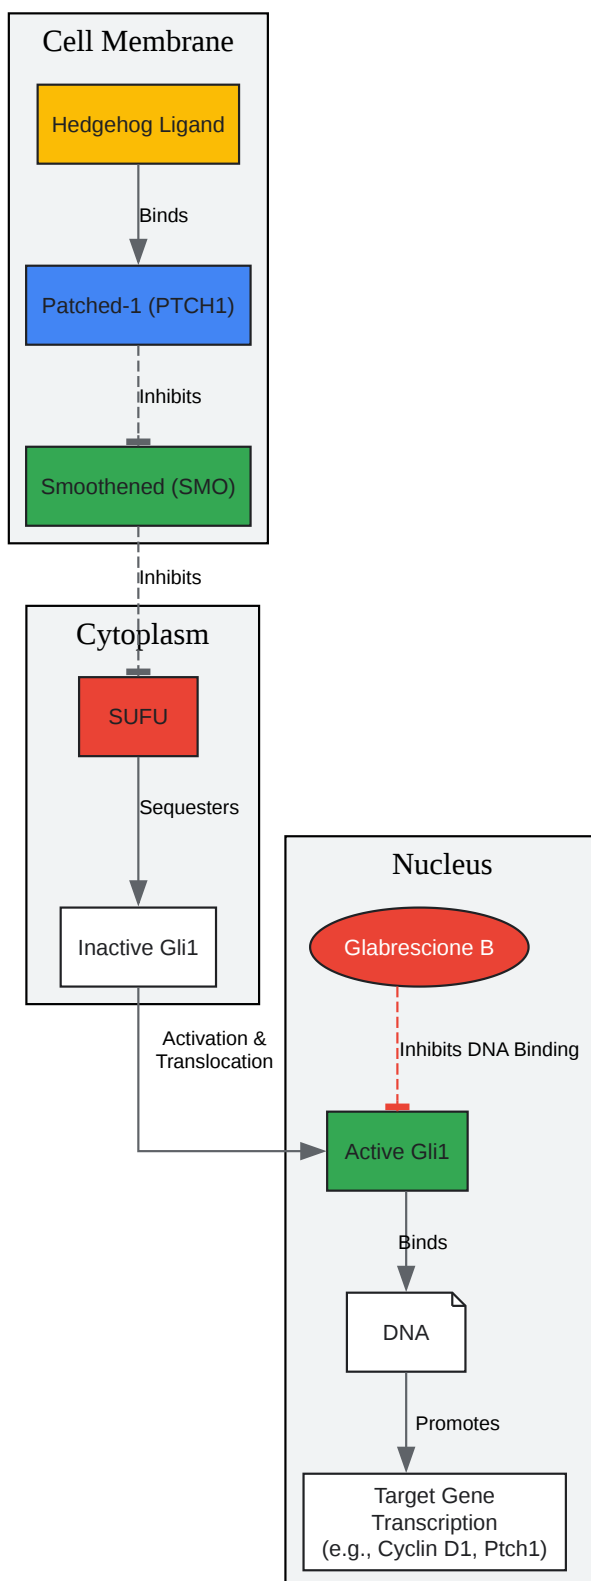 Cell Membrane
Hedgehog Ligand
Binds
Patched-1 (PTCH1)
Inhibits
Smoothened (SMO)
Inhibits
Cytoplasm
SUFU
Sequesters
Inactive Gli1
Activation &
Translocation
Nucleus
Glabrescione B
Inhibits DNA Binding
Active Gli1
Binds
DNA
Promotes
Target Gene
Transcription
(e.g., Cyclin D1, Ptch1)